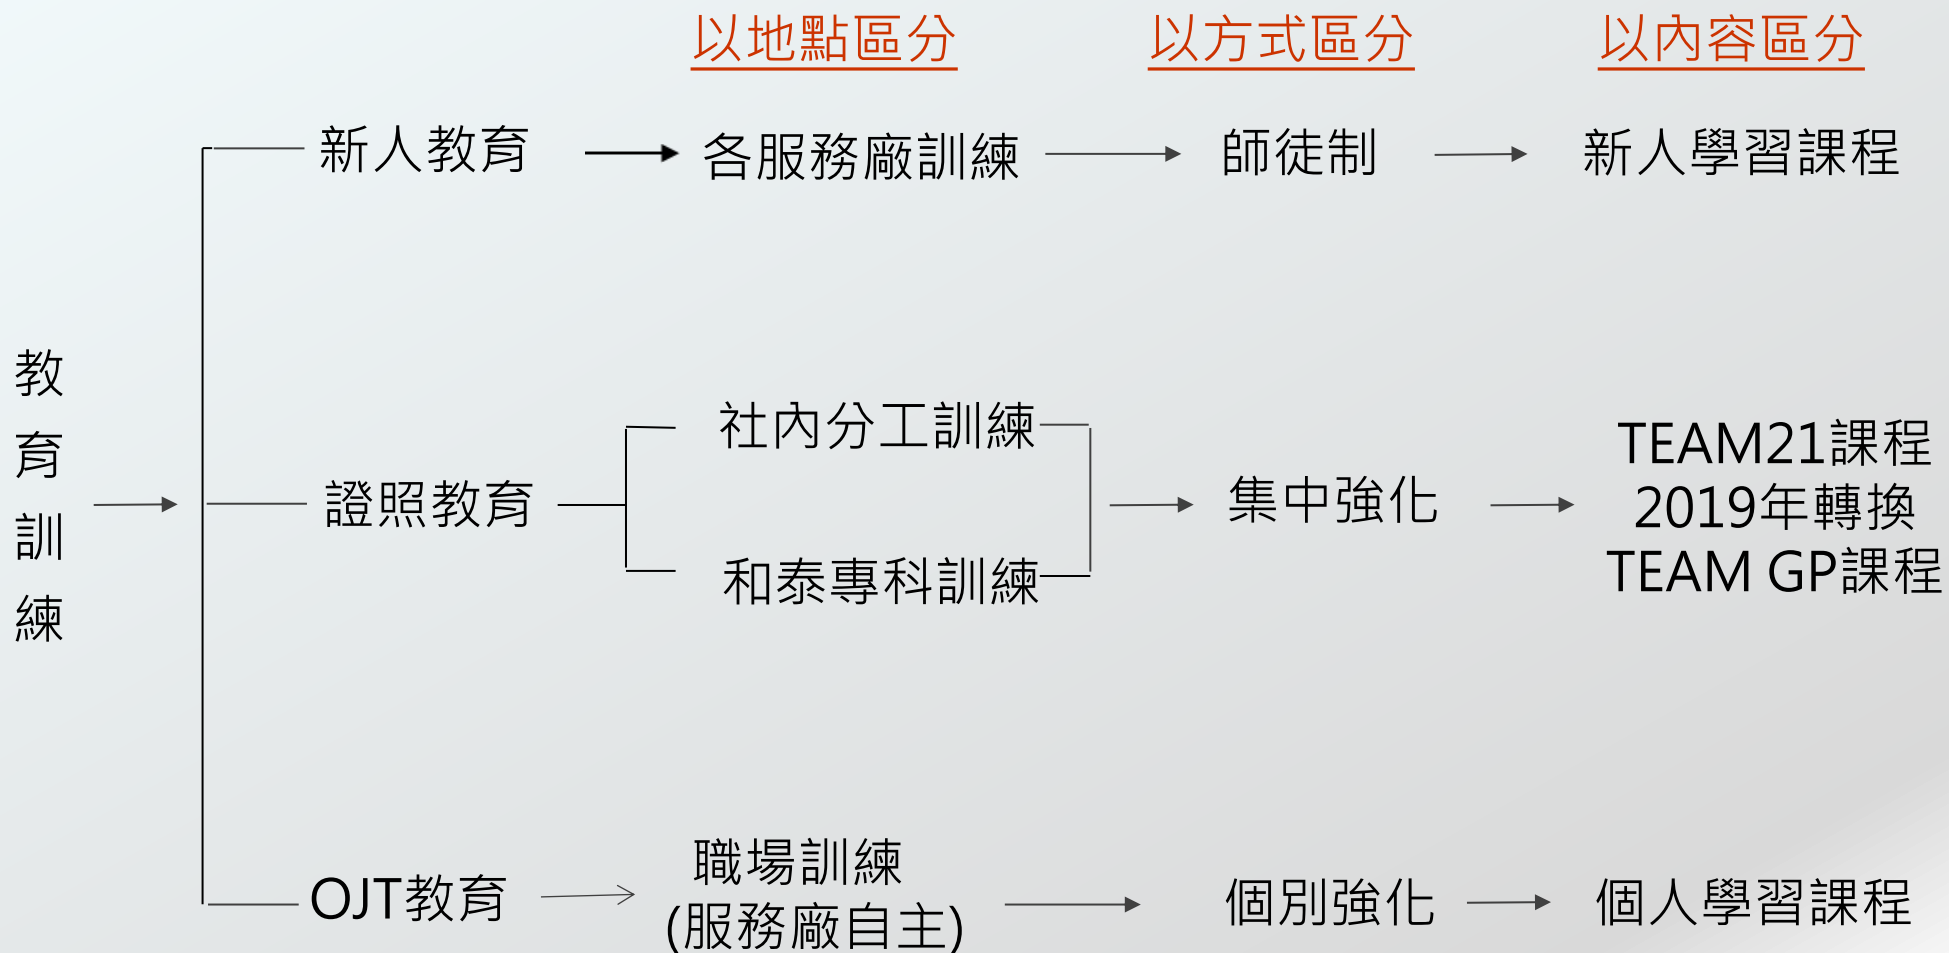 以地點區分
以方式區分
以內容區分
新人教育
各服務廠訓練
師徒制
新人學習課程
教育訓練
證照教育
社內分工訓練
和泰專科訓練
集中強化
TEAM21課程
2019年轉換
TEAM GP課程
OJT教育
職場訓練
(服務廠自主)
個別強化
個人學習課程